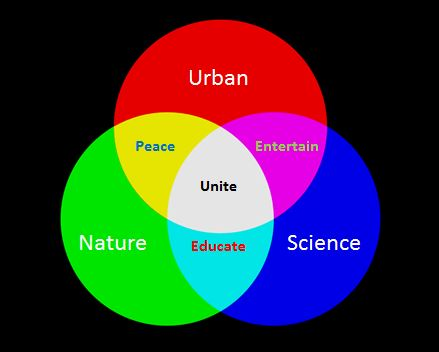 Urban
Peace
Entertain
Unite
Nature
Educate
Science